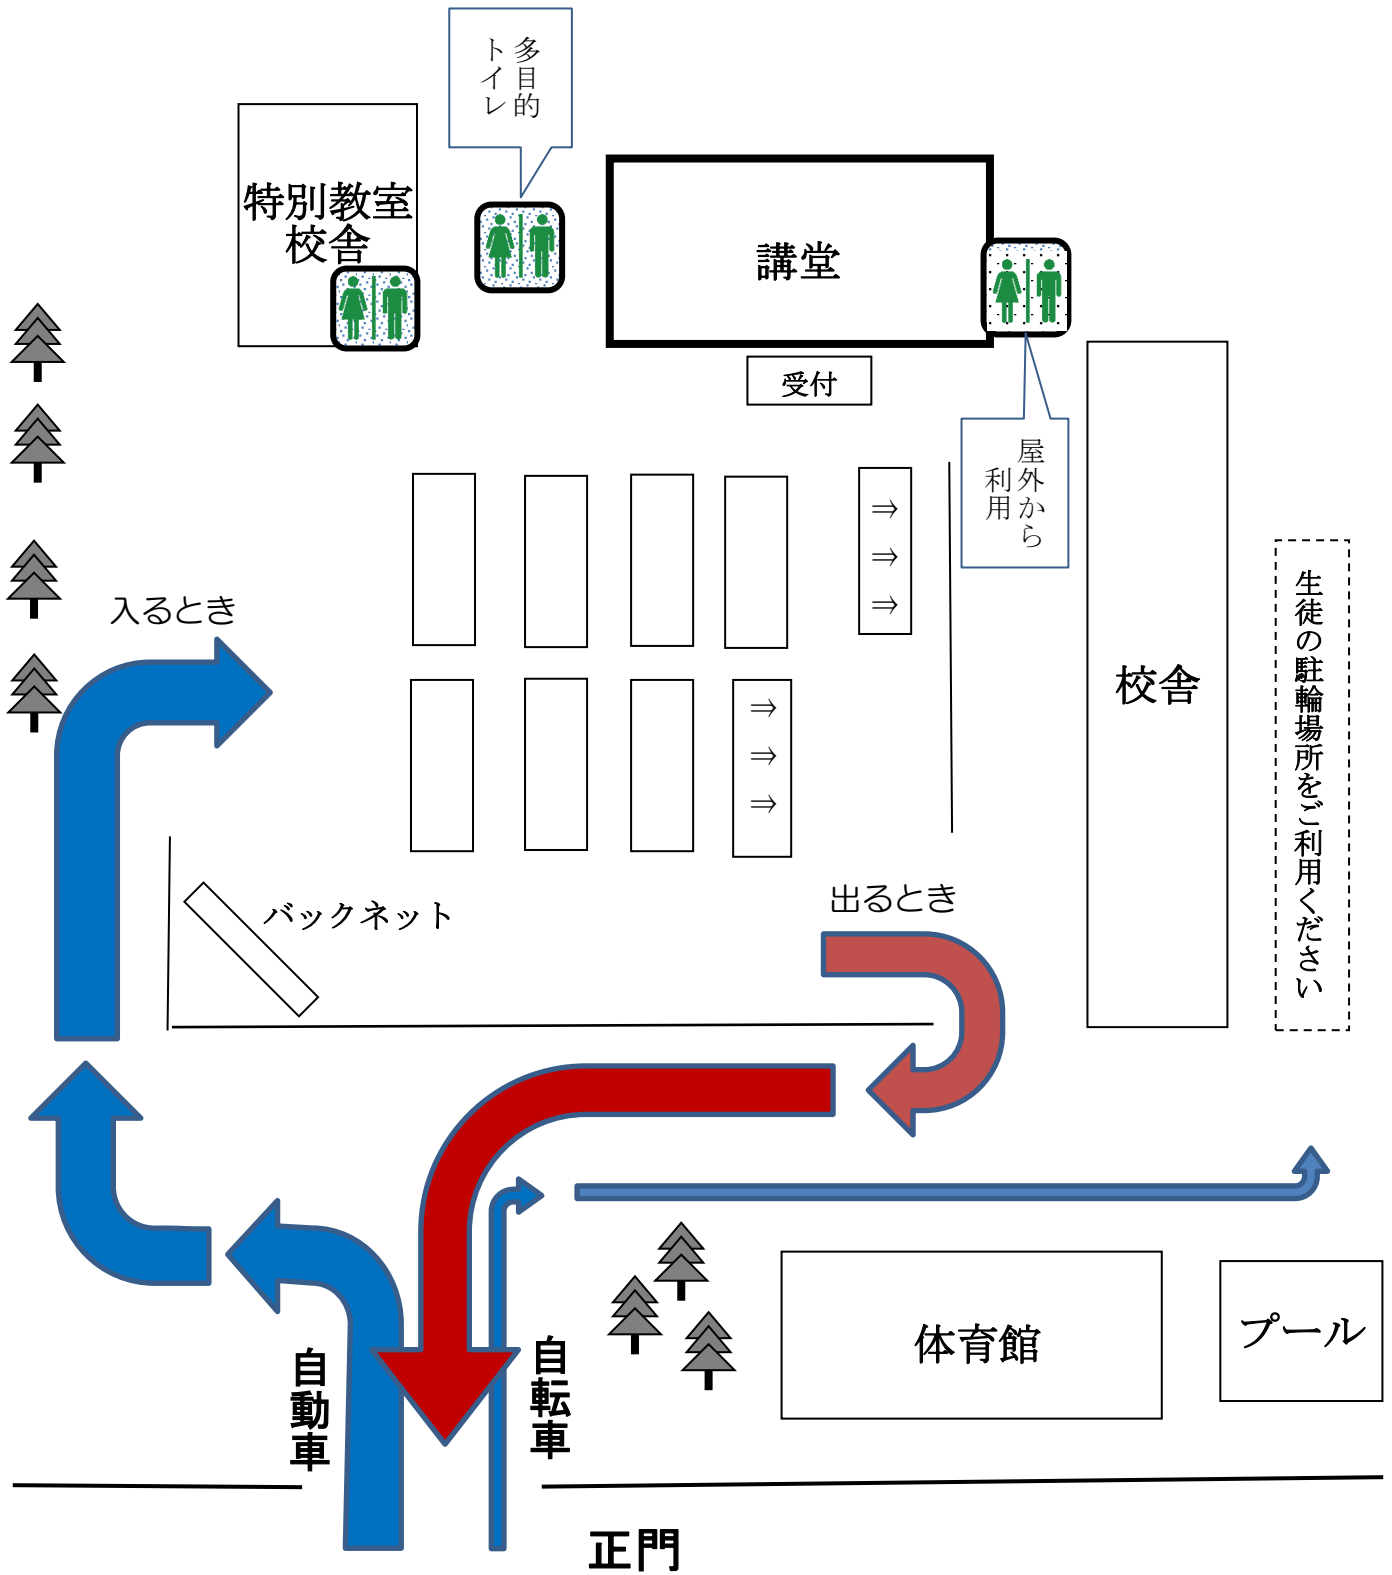 多目的
トイレ
特別教室
校舎
講堂
受付
屋外から
利用
⇒
⇒
⇒
入るとき
⇒
⇒
⇒
校舎
生徒の駐輪場所をご利用ください
バックネット
出るとき
自動車
自転車
体育館
プール
正門